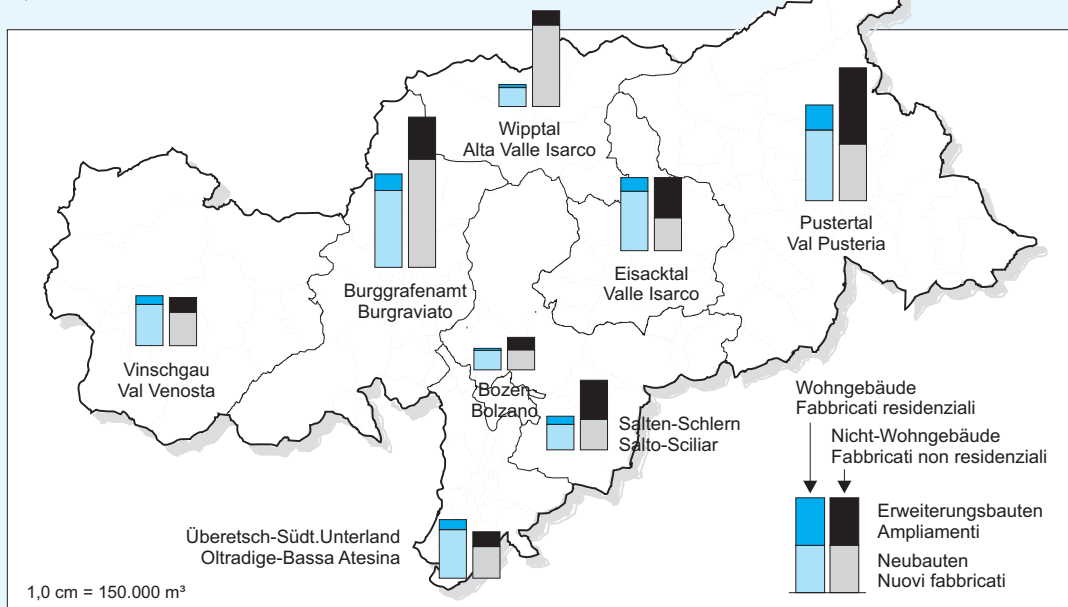 Wipptal
Alta Valle Isarco
Pustertal
Val Pusteria
Eisacktal
Valle Isarco
Burggrafenamt
Burgraviato
Vinschgau
Val Venosta
Bozen
Bolzano
Salten-Schlern
Salto-Sciliar
Überetsch-Südt.Unterland
Oltradige-Bassa Atesina
Wohngebäude
Fabbricati residenziali
Nicht-Wohngebäude
Fabbricati non residenziali
Erweiterungsbauten
Ampliamenti
Neubauten
Nuovi fabbricati
1,0 cm = 150.000 m³